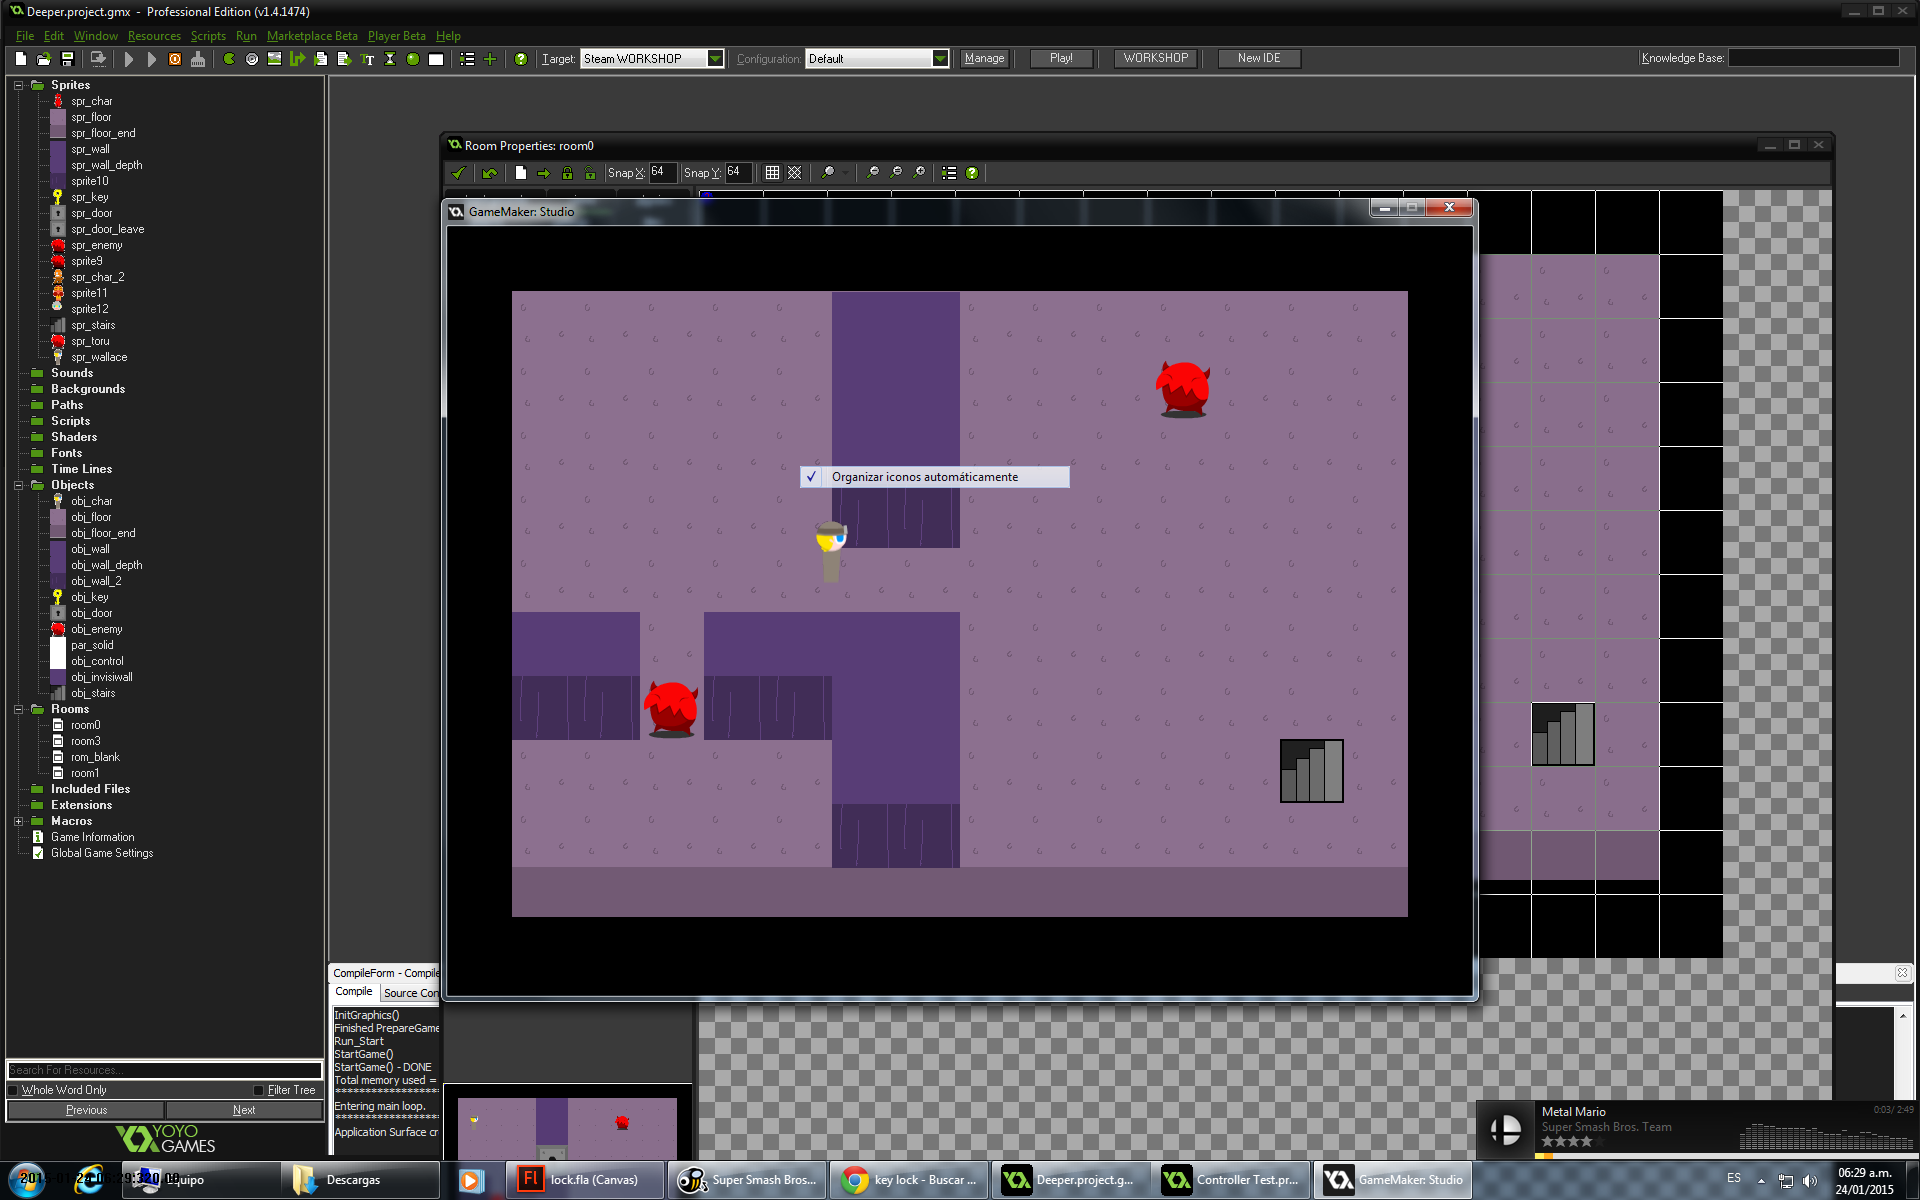 Deeper.project.gmx - Professional Edition (v1.4.1474)
File Edit Window Resources Scripts Run Marketplace Beta Player Beta Help
Target: Steam WORKSHOP Configuration: Default Manage Play! WORKSHOP New IDE Knowledge Base:
Sprites
spr_char
spr_floor
spr_floor_end
spr_wall
spr_wall_depth
sprite10
spr_key
spr_door
spr_door_leave
spr_enemy
sprite9
spr_char_2
sprite11
sprite12
spr_stairs
spr_toru
spr_wallace
Sounds
Backgrounds
Paths
Scripts
Shaders
Fonts
Time Lines
Objects
obj_char
obj_floor
obj_floor_end
obj_wall
obj_wall_depth
obj_wall_2
obj_key
obj_door
obj_enemy
par_solid
obj_control
obj_invisiwall
obj_stairs
Rooms
room0
room3
rom_blank
room1
Included Files
Extensions
Macros
Game Information
Global Game Settings
Search For Resources...
Whole Word Only Filter Tree
Previous Next
YOYO
GAMES
Room Properties: room0
Snap X: 64 Snap Y: 64
GameMaker: Studio
Organizar iconos automáticamente
CompileForm - Compile
Compile Source Con
InitGraphics()
Finished PrepareGame
Run_Start
StartGame()
StartGame() - DONE
Total memory used =
Entering main loop.
Application Surface cr
Metal Mario 0:03/ 2:49
Super Smash Bros. Team
Equipo
Descargas
lock.fla (Canvas)
Super Smash Bros...
key lock - Buscar ...
Deeper.project.g...
Controller Test.pr...
GameMaker: Studio
ES
06:29 a.m.
24/01/2015